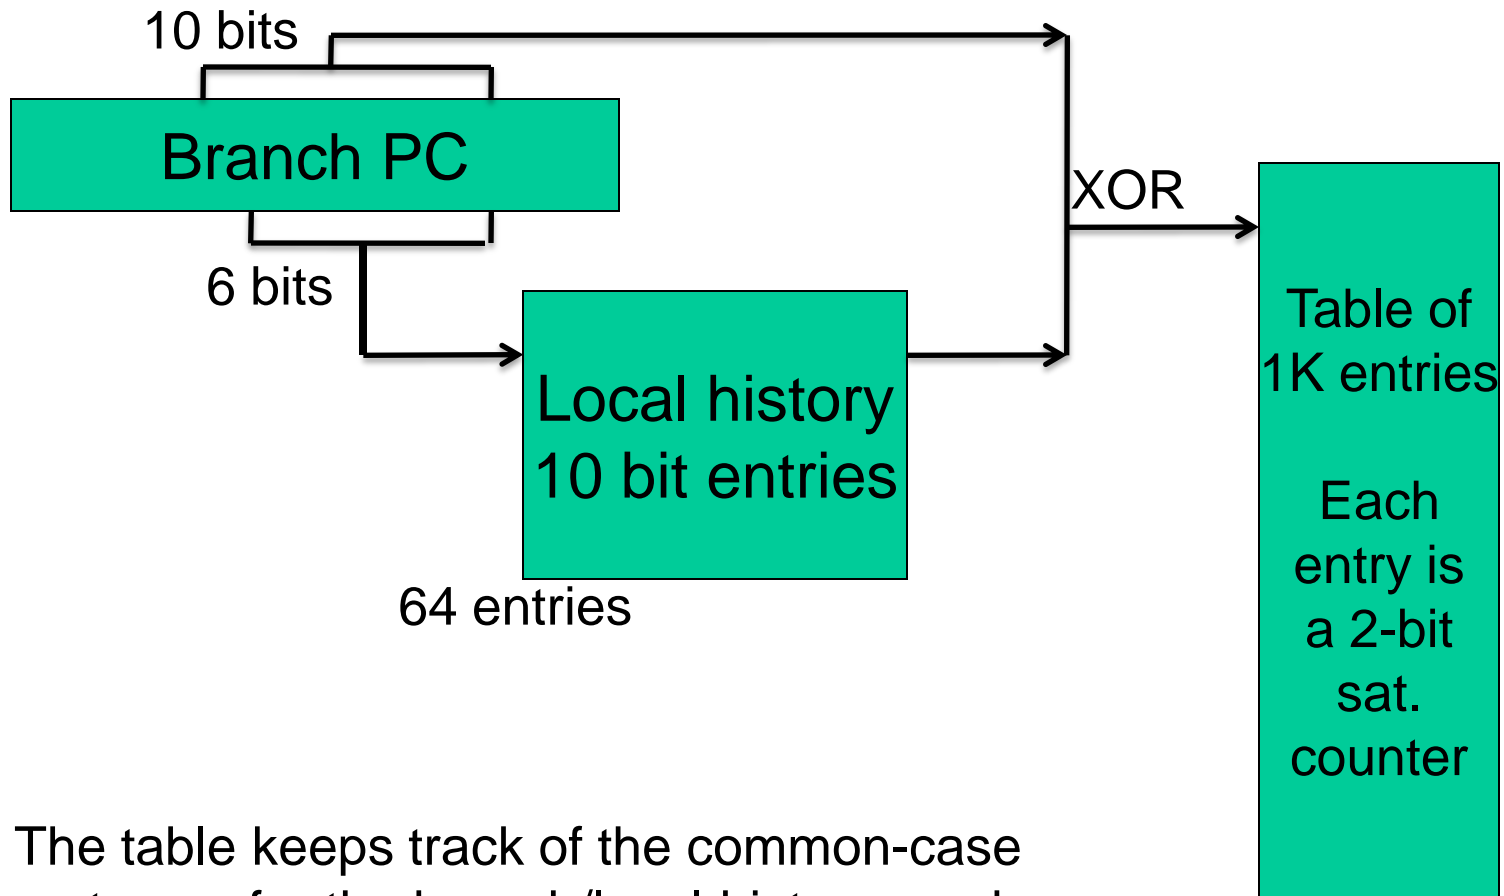 10 bits
Branch PC
XOR
6 bits
Local history
10 bit entries
64 entries
Table of
1K entries
Each
entry is
a 2-bit
sat.
counter
The table keeps track of the common-case